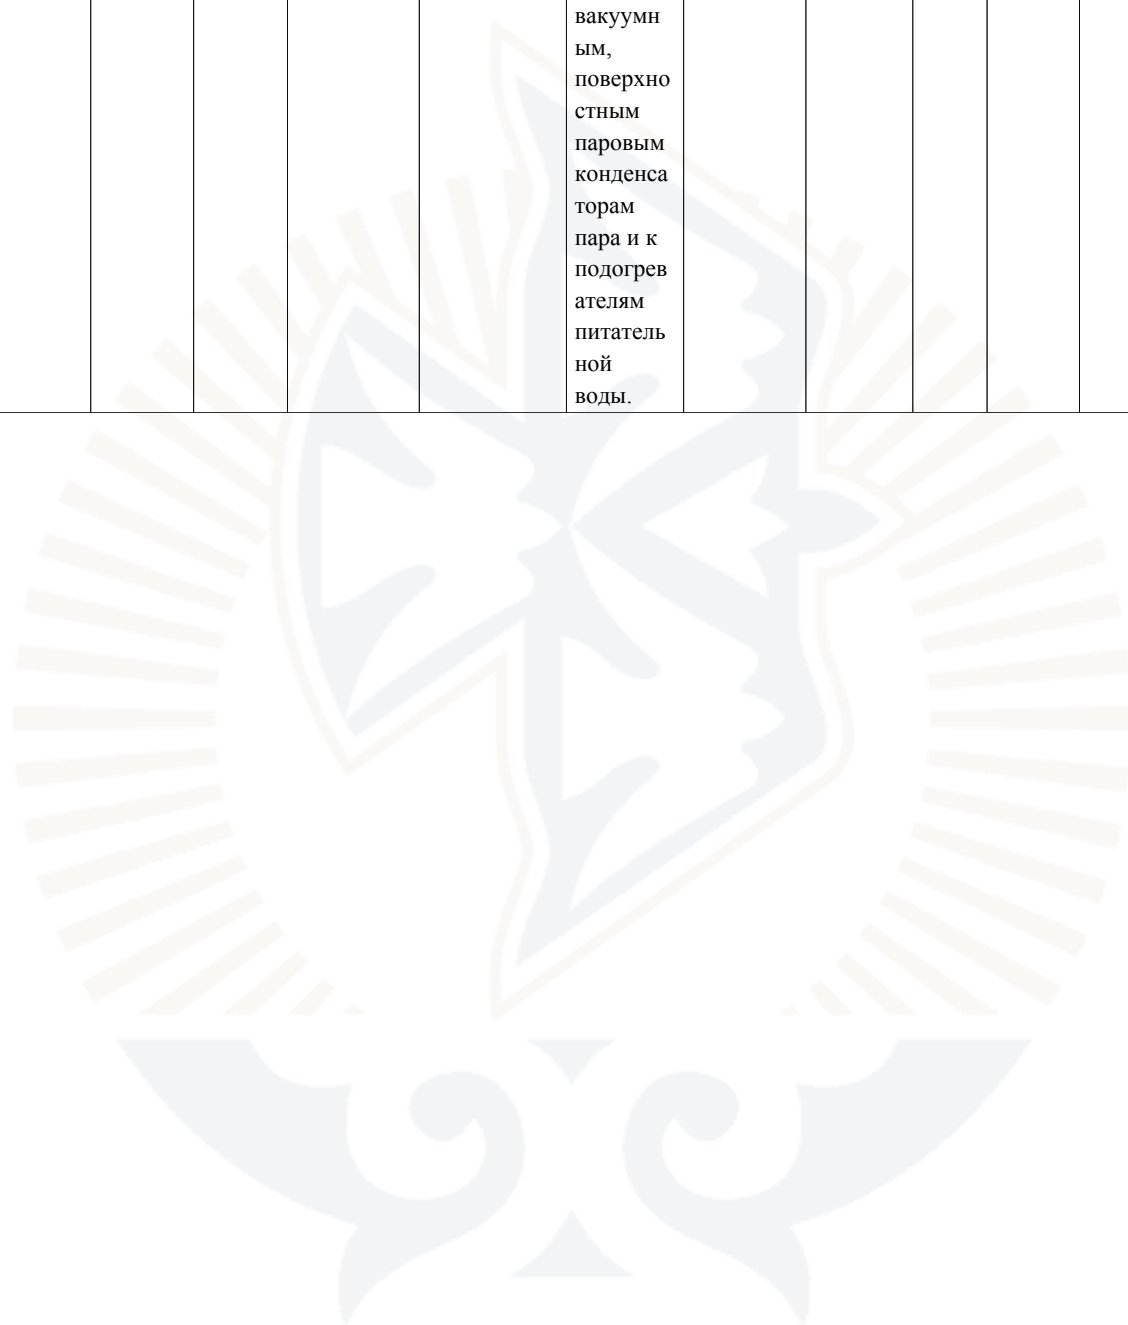 вакуумн
ым,
поверхно
стным
паровым
конденса
торам
пара и к
подогрев
ателям
питатель
ной
воды.